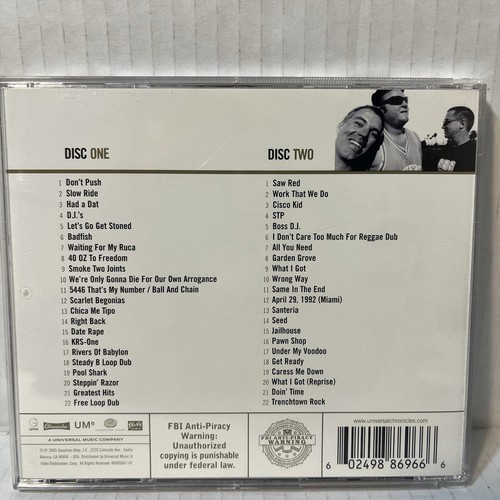 DISC ONE
1 Don't Push
2 Slow Ride
3 Had a Dat
4 D.J.'s
5 Let's Go Get Stoned
6 Badfish
7 Waiting For My Ruca
8 40 OZ To Freedom
9 Smoke Two Joints
10 We're Only Gonna Die For Our Own Arrogance
11 5446 That's My Number / Ball And Chain
12 Scarlet Begonias
13 Chica Me Tipo
14 Right Back
15 Date Rape
16 KRS-One
17 Rivers Of Babylon
18 Steady B Loop Dub
19 Pool Shark
20 Steppin' Razor
21 Greatest Hits
22 Free Loop Dub
DISC TWO
1 Saw Red
2 Work That We Do
3 Cisco Kid
4 STP
5 Boss D.J.
6 I Don't Care Too Much For Reggae Dub
7 All You Need
8 Garden Grove
9 What I Got
10 Wrong Way
11 Same In The End
12 April 29, 1992 (Miami)
13 Santeria
14 Seed
15 Jailhouse
16 Pawn Shop
17 Under My Voodoo
18 Get Ready
19 Caress Me Down
20 What I Got (Reprise)
21 Doin' Time
22 Trenchtown Rock
UMe
A UNIVERSAL MUSIC COMPANY
FBI Anti-Piracy
Warning:
Unauthorized
copying is punishable
under federal law.
FBI ANTI-PIRACY
WARNING
www.universalchronicles.com
6 02498 86966 6